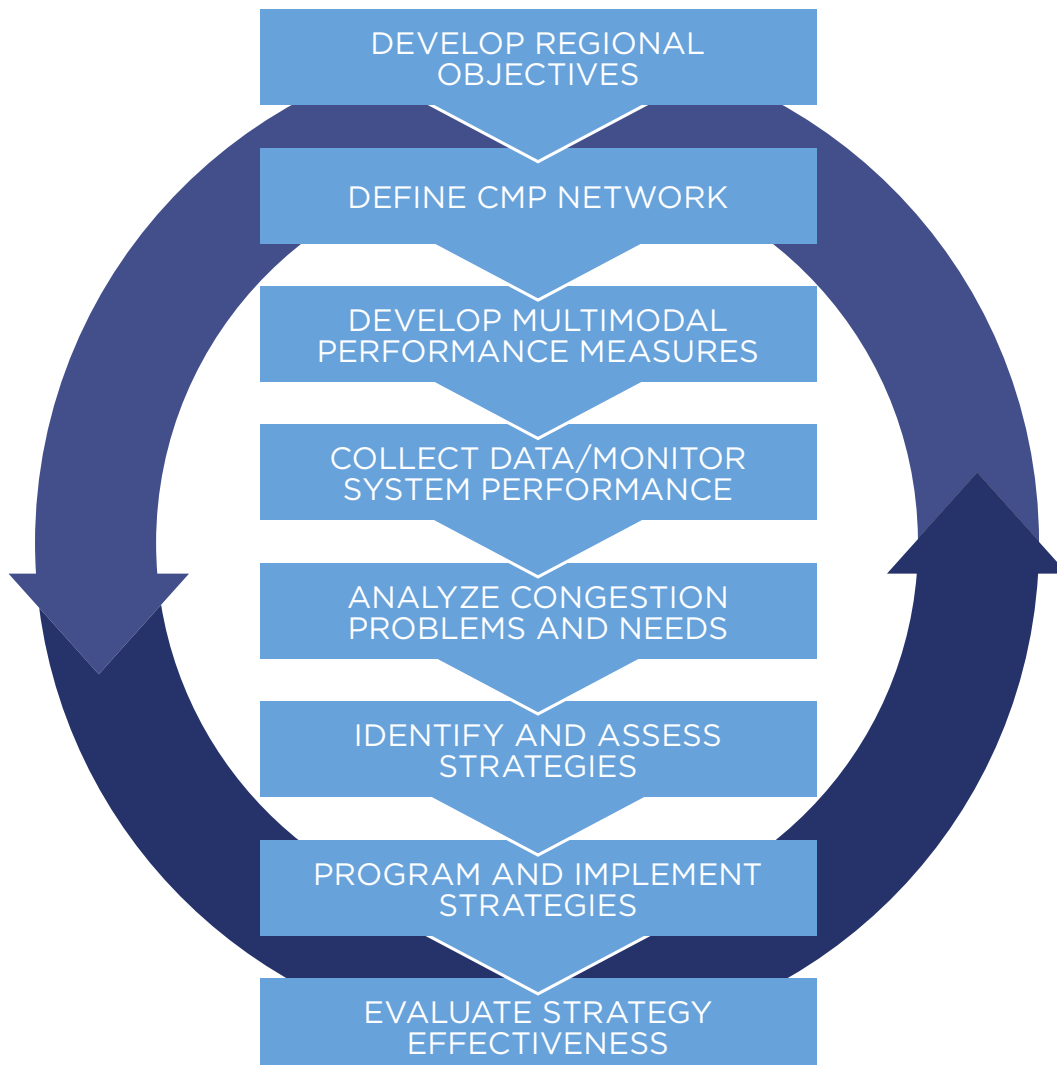 DEVELOP REGIONAL
OBJECTIVES
DEFINE CMP NETWORK
DEVELOP MULTIMODAL
PERFORMANCE MEASURES
COLLECT DATA/MONITOR
SYSTEM PERFORMANCE
ANALYZE CONGESTION
PROBLEMS AND NEEDS
IDENTIFY AND ASSESS
STRATEGIES
PROGRAM AND IMPLEMENT
STRATEGIES
EVALUATE STRATEGY
EFFECTIVENESS